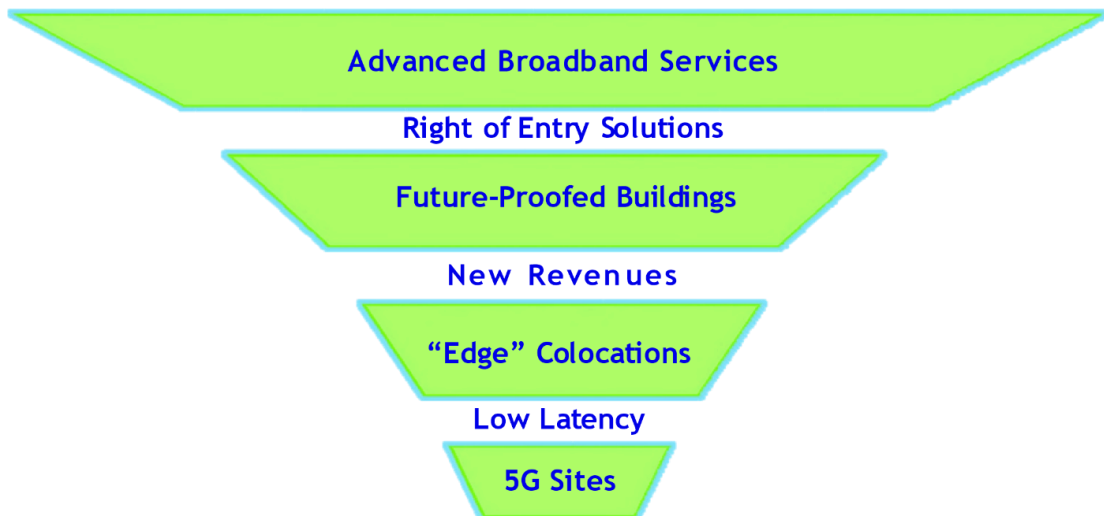 Advanced Broadband Services
Right of Entry Solutions
Future-Proofed Buildings
New Revenues
“Edge” Colocations
Low Latency
5G Sites